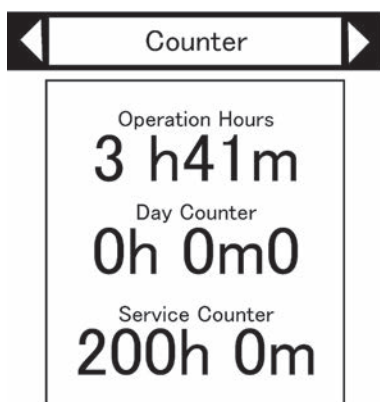 Counter
Operation Hours
3 h41m
Day Counter
0h 0m0
Service Counter
200h 0m